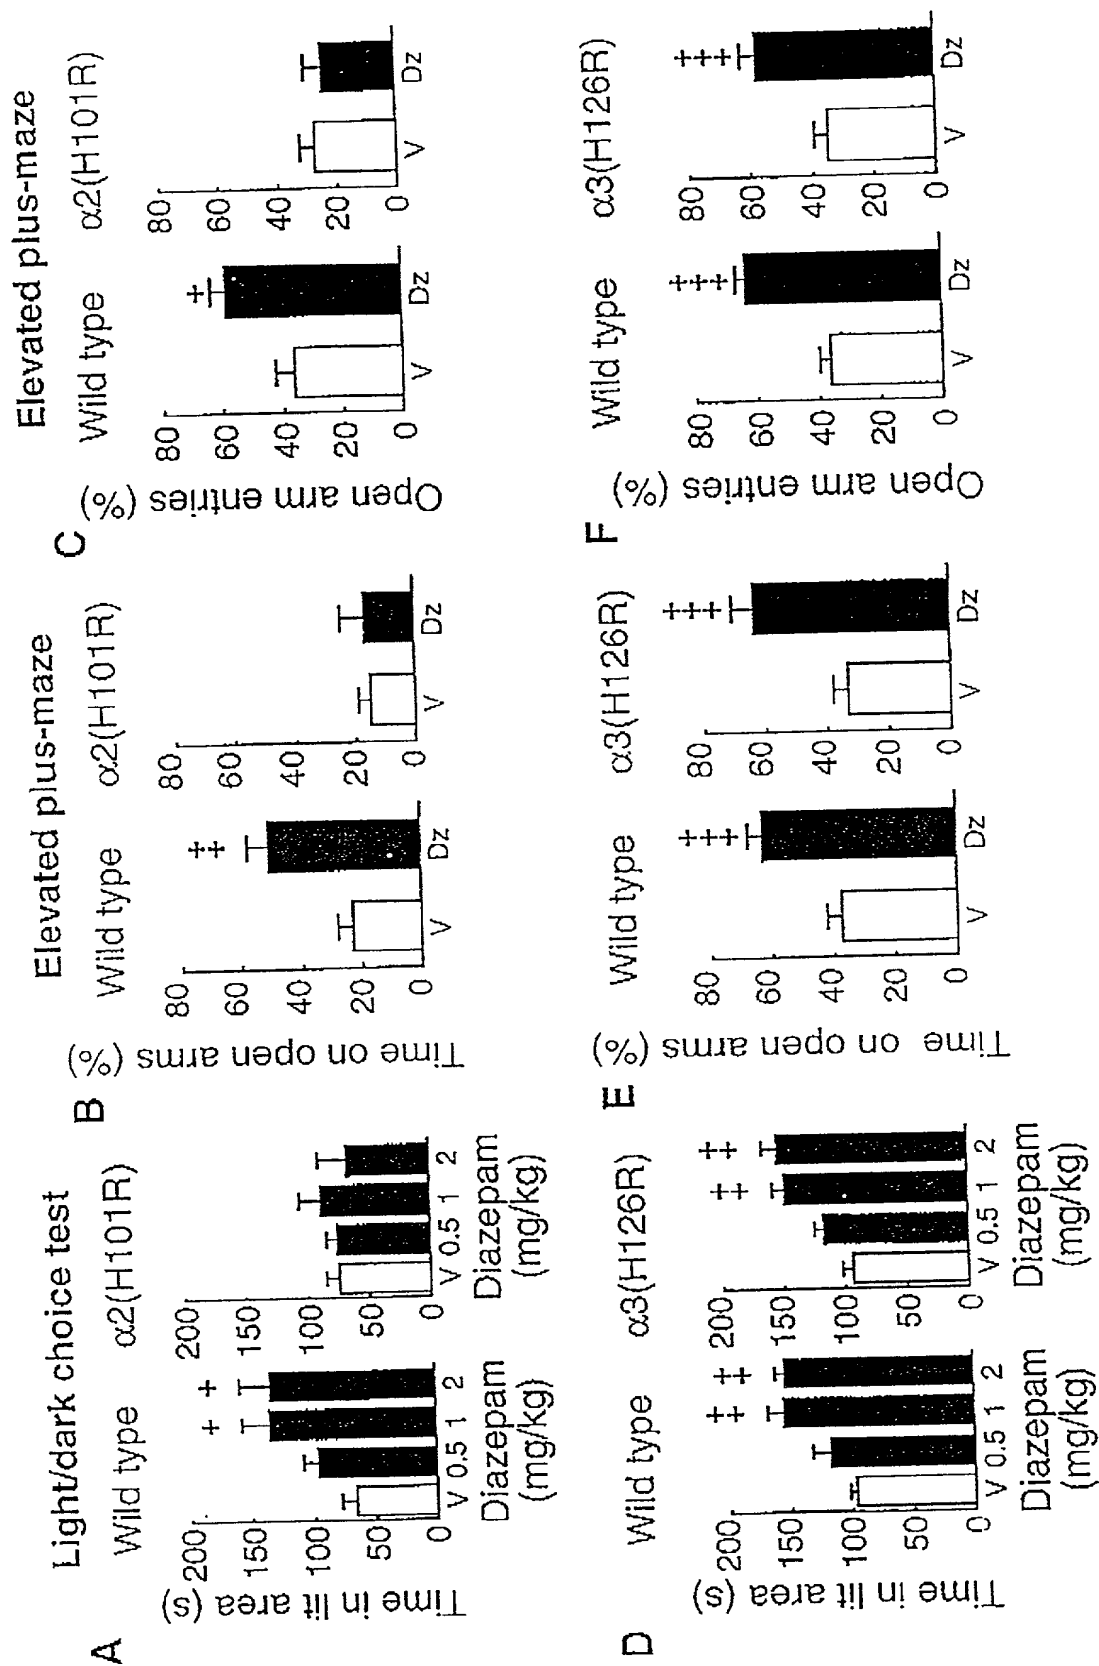 Light/dark choice test
Elevated plus-maze
Elevated plus-maze
A
Wild type
α2(H101R)
Time in lit area (s)
200
150
100
50
0
V 0.5 1 2
Diazepam
(mg/kg)
+ +
200
150
100
50
0
V 0.5 1 2
Diazepam
(mg/kg)
B
Wild type
α2(H101R)
Time on open arms (%)
80
60
40
20
0
V Dz
++
80
60
40
20
0
V Dz
C
Wild type
α2(H101R)
Open arm entries (%)
80
60
40
20
0
V Dz
+
80
60
40
20
0
V Dz
D
Wild type
α3(H126R)
Time in lit area (s)
200
150
100
50
0
V 0.5 1 2
Diazepam
(mg/kg)
++ ++
200
150
100
50
0
V 0.5 1 2
Diazepam
(mg/kg)
++ ++
E
Wild type
α3(H126R)
Time on open arms (%)
80
60
40
20
0
V Dz
+++
80
60
40
20
0
V Dz
+++
F
Wild type
α3(H126R)
Open arm entries (%)
80
60
40
20
0
V Dz
+++
80
60
40
20
0
V Dz
+++